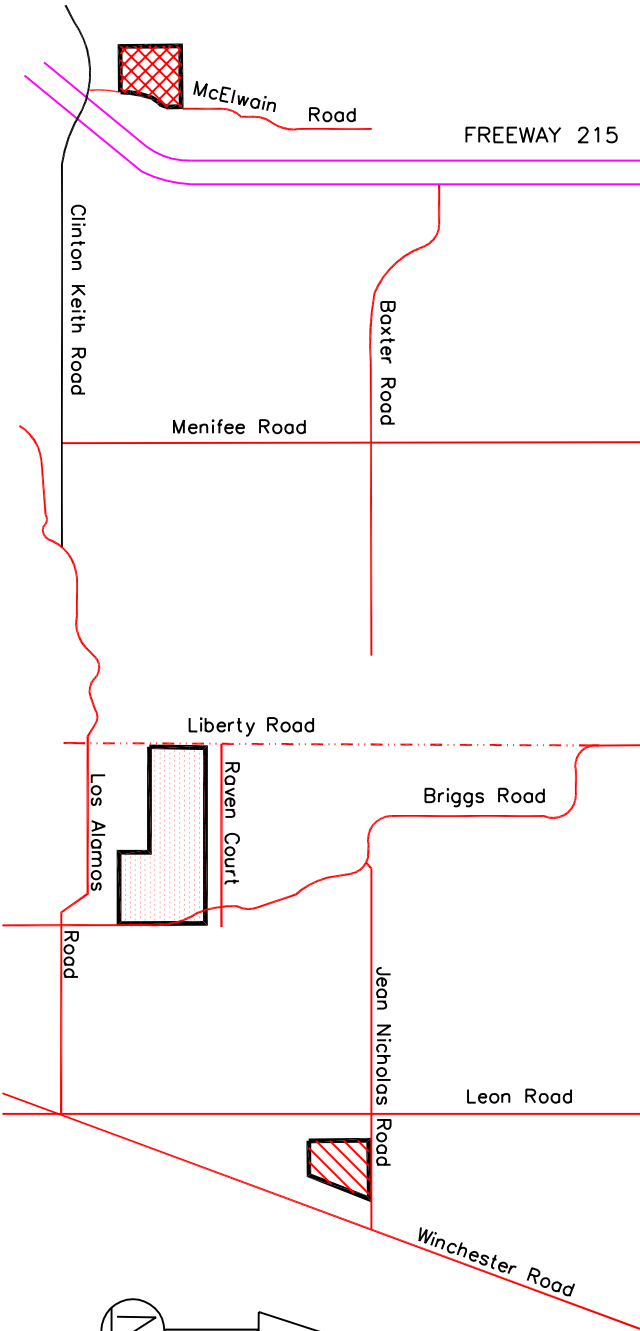 McElwain Road
FREEWAY 215
Clinton Keith Road
Baxter Road
Menifee Road
Liberty Road
Los Alamos Road
Raven Court
Briggs Road
Jean Nicholas Road
Leon Road
Winchester Road
N